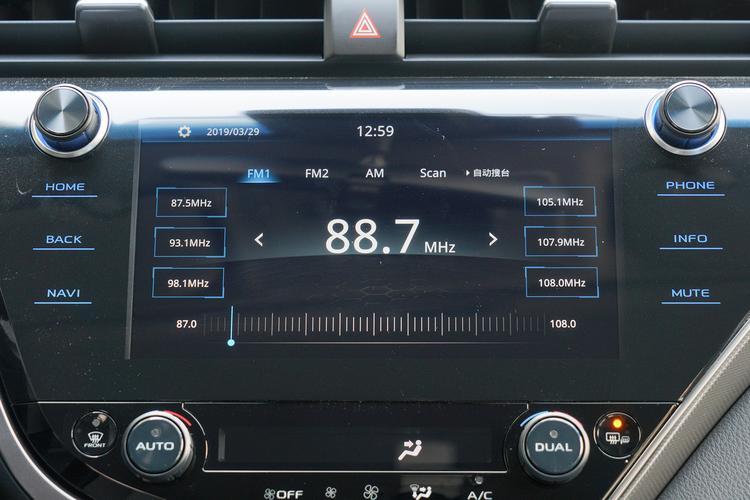 2019/03/29 12:59
HOME
BACK
NAVI
FM1 FM2 AM Scan 自动搜台
87.5MHz
93.1MHz
98.1MHz
88.7 MHz
105.1MHz
107.9MHz
108.0MHz
87.0 108.0
PHONE
INFO
MUTE
FRONT
AUTO
DUAL
OFF
A/C